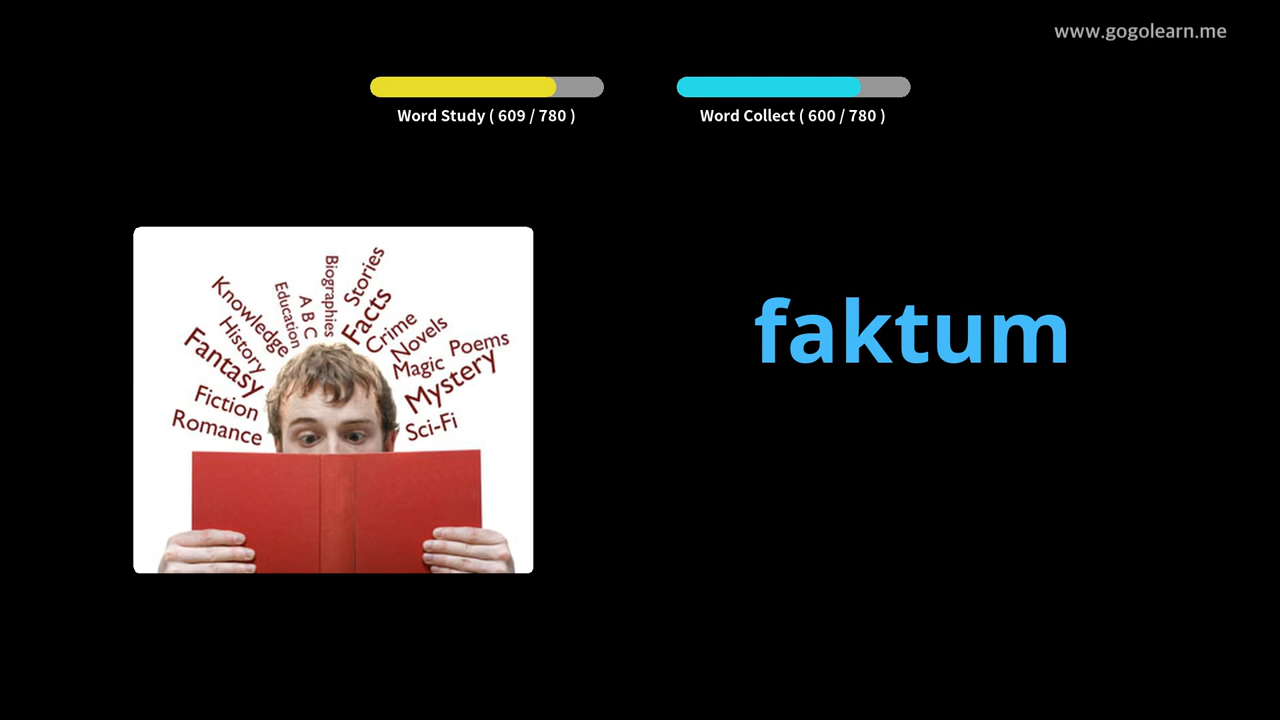 www.gogolearn.me
Word Study ( 609 / 780 )
Word Collect ( 600 / 780 )
faktum
Biographies
Stories
Education
A B C
Facts
Knowledge
Crime
History
Novels
Poems
Fantasy
Magic
Mystery
Fiction
Romance
Sci-Fi